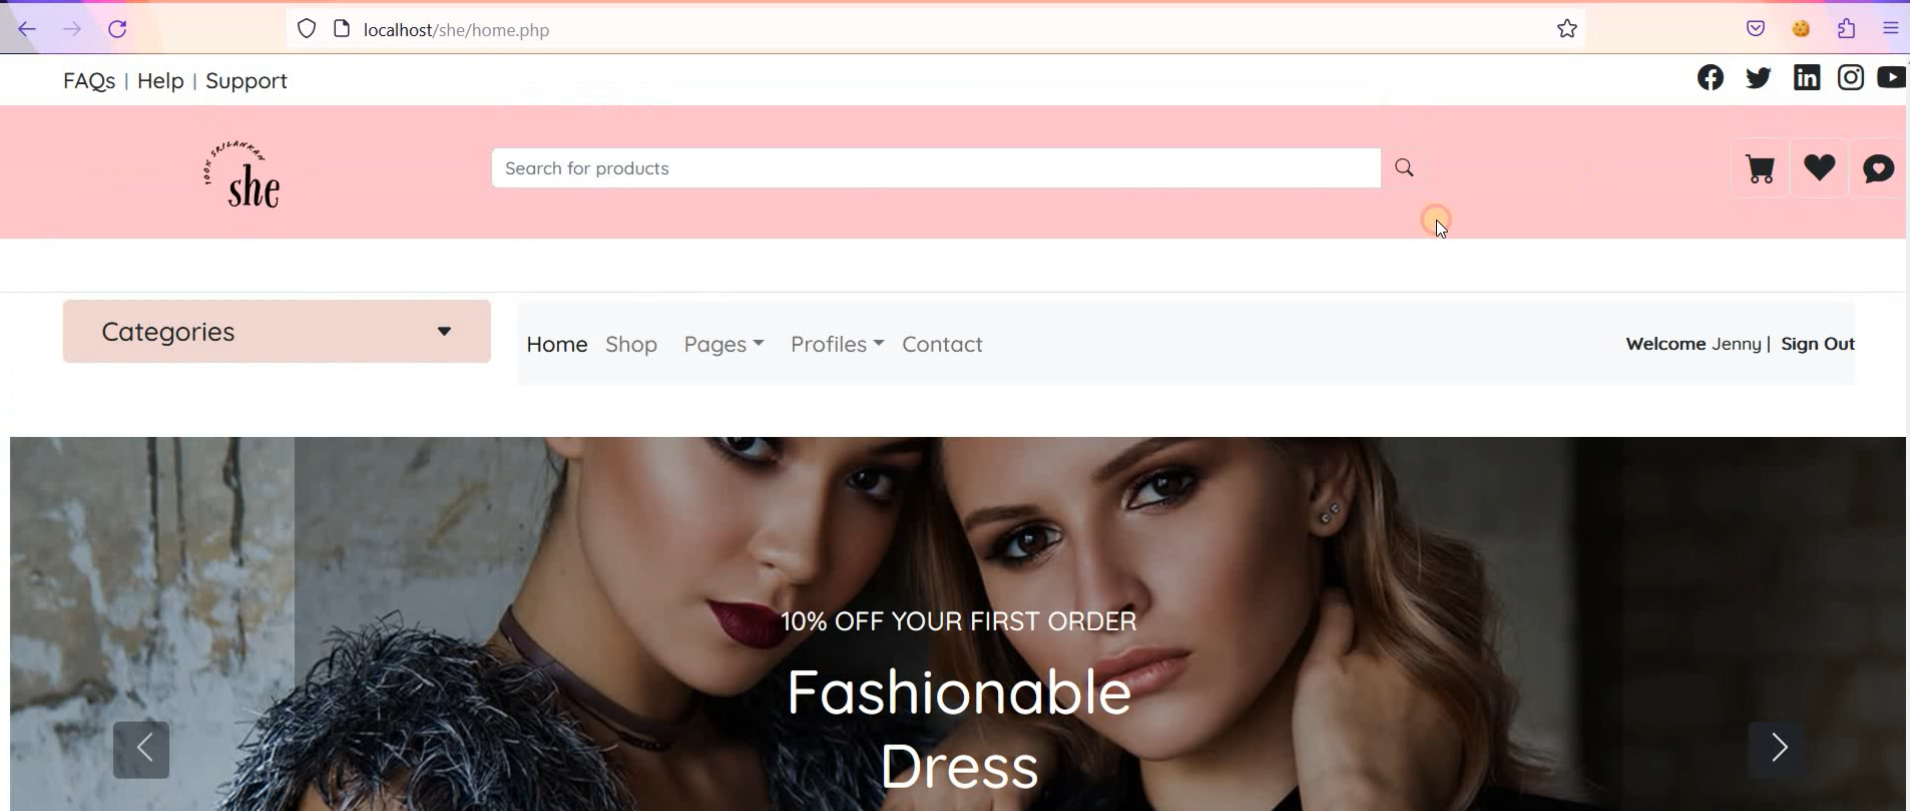 localhost/she/home.php
FAQs | Help | Support
100% SRILANKAN
she
Search for products
Categories
Home Shop Pages Profiles Contact
Welcome Jenny | Sign Out
10% OFF YOUR FIRST ORDER
Fashionable
Dress